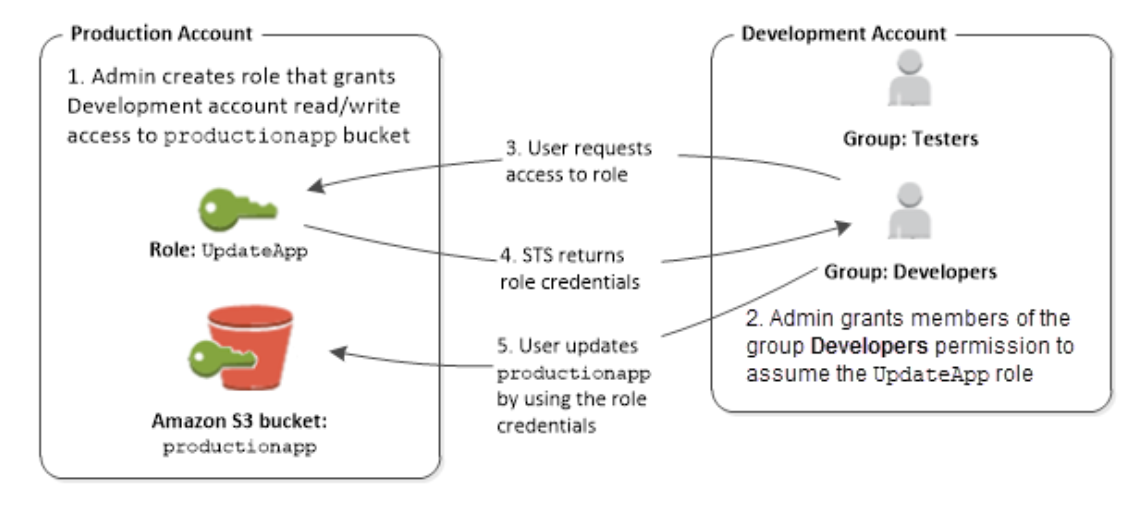 Production Account
1. Admin creates role that grants
Development account read/write
access to productionapp bucket
Role: UpdateApp
Amazon S3 bucket:
productionapp
3. User requests
access to role
4. STS returns
role credentials
5. User updates
productionapp
by using the role
credentials
Development Account
Group: Testers
Group: Developers
2. Admin grants members of the
group Developers permission to
assume the UpdateApp role